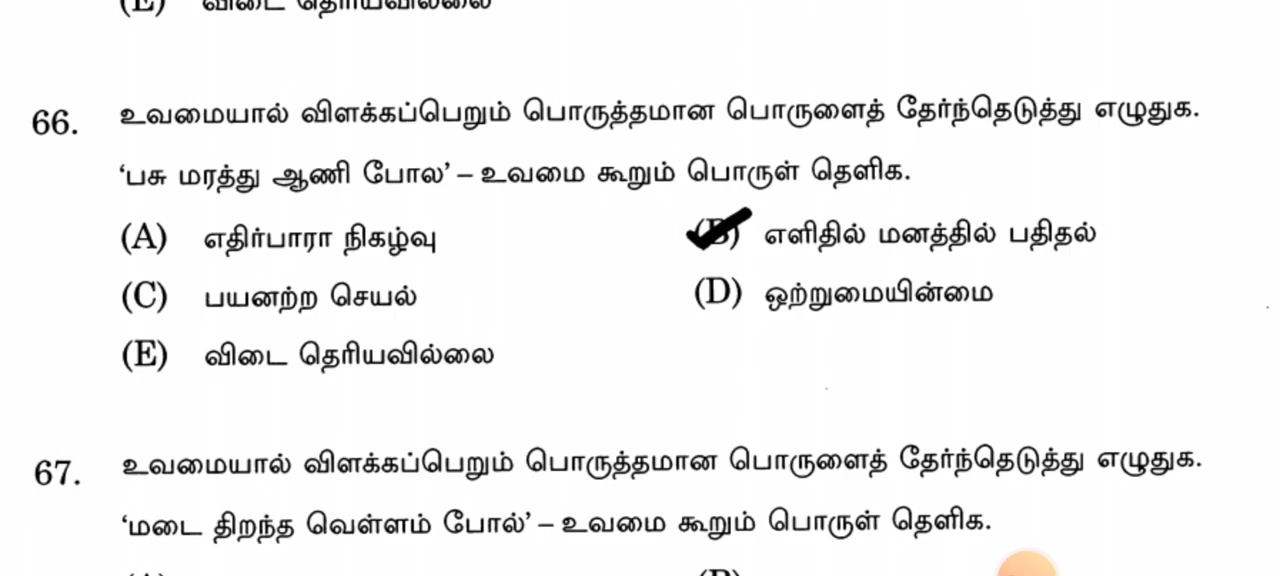 (E) விடை தெரியவில்லை
66. உவமையால் விளக்கப்பெறும் பொருத்தமான பொருளைத் தேர்ந்தெடுத்து எழுதுக.
‘பசு மரத்து ஆணி போல’ – உவமை கூறும் பொருள் தெளிக.
(A) எதிர்பாரா நிகழ்வு (B) எளிதில் மனத்தில் பதிதல்
(C) பயனற்ற செயல் (D) ஒற்றுமையின்மை
(E) விடை தெரியவில்லை
67. உவமையால் விளக்கப்பெறும் பொருத்தமான பொருளைத் தேர்ந்தெடுத்து எழுதுக.
‘மடை திறந்த வெள்ளம் போல்’ – உவமை கூறும் பொருள் தெளிக.
(A) (B)